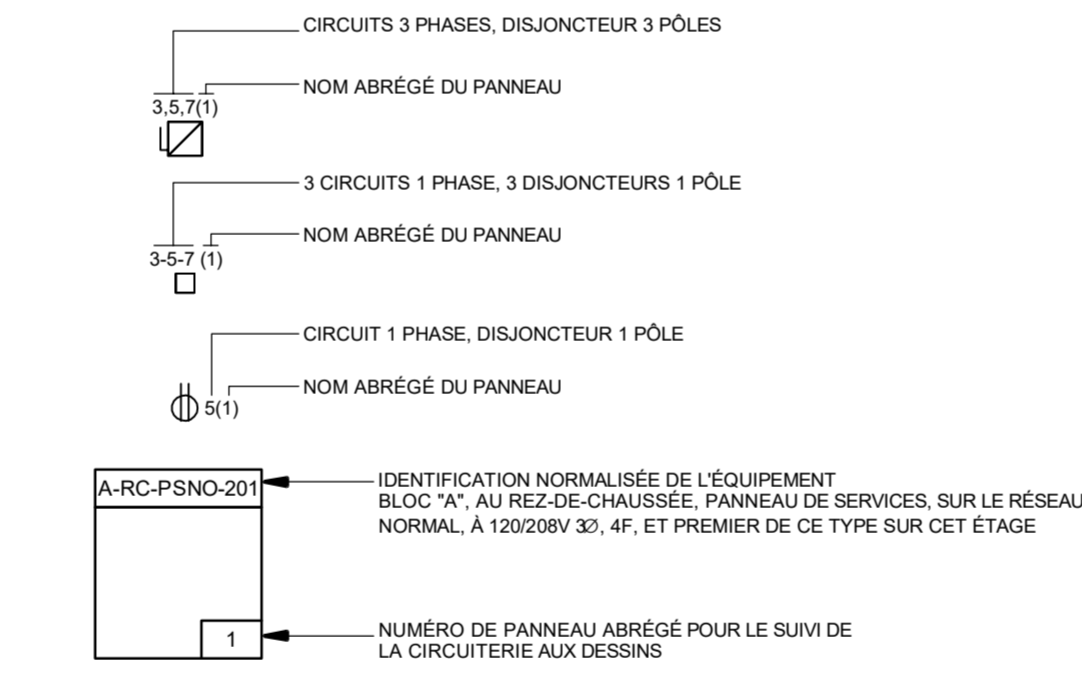 CIRCUITS 3 PHASES, DISJONCTEUR 3 PÔLES
NOM ABRÉGÉ DU PANNEAU
3,5,7(1)
3 CIRCUITS 1 PHASE, 3 DISJONCTEURS 1 PÔLE
NOM ABRÉGÉ DU PANNEAU
3-5-7 (1)
CIRCUIT 1 PHASE, DISJONCTEUR 1 PÔLE
NOM ABRÉGÉ DU PANNEAU
5(1)
A-RC-PSNO-201
IDENTIFICATION NORMALISÉE DE L'ÉQUIPEMENT
BLOC "A", AU REZ-DE-CHAUSSÉE, PANNEAU DE SERVICES, SUR LE RÉSEAU
NORMAL, À 120/208V 3Ø, 4F, ET PREMIER DE CE TYPE SUR CET ÉTAGE
1
NUMÉRO DE PANNEAU ABRÉGÉ POUR LE SUIVI DE
LA CIRCUITERIE AUX DESSINS